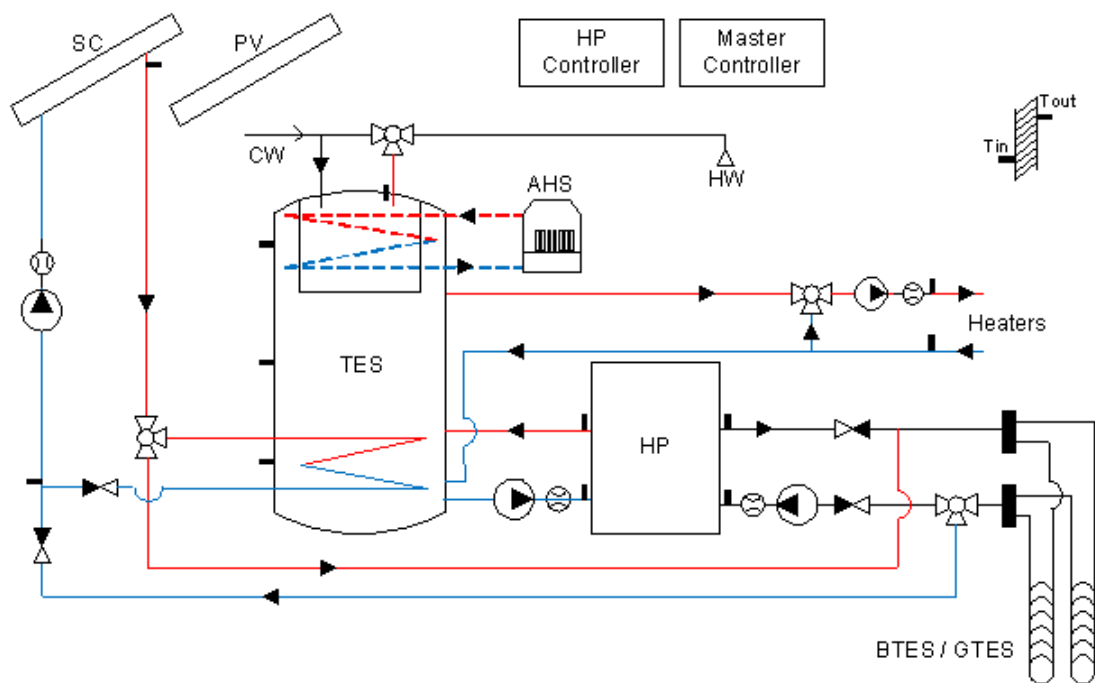 SC
PV
HP
Controller
Master
Controller
Tout
Tin
CW
HW
AHS
Heaters
TES
HP
BTES / GTES